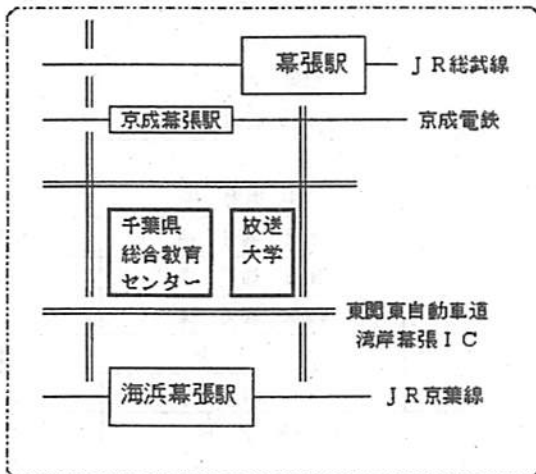 幕張駅
ＪＲ総武線
京成幕張駅
京成電鉄
千葉県
総合教育
センター
放送
大学
東関東自動車道
湾岸幕張ＩＣ
海浜幕張駅
ＪＲ京葉線